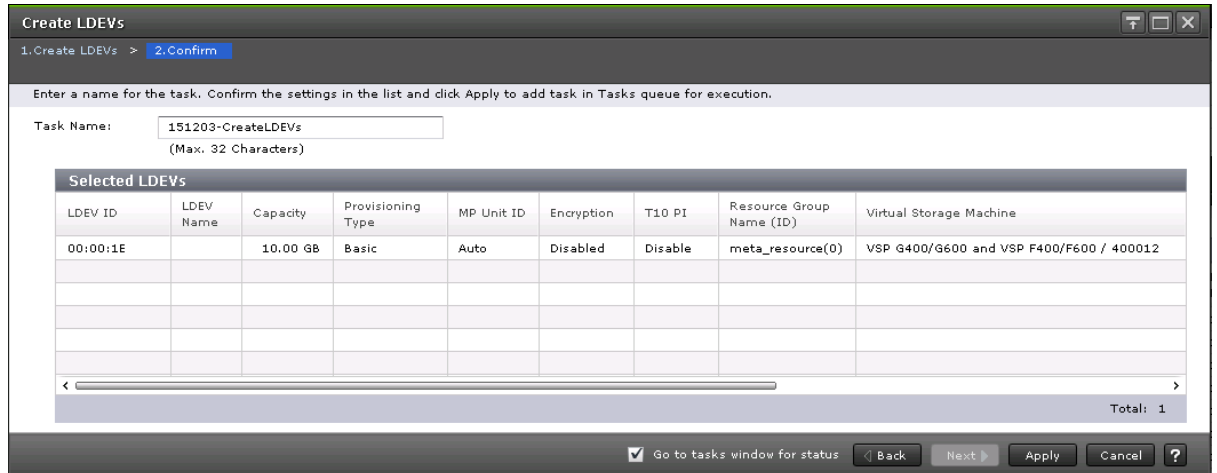 Create LDEVs
1.Create LDEVs > 2.Confirm
Enter a name for the task. Confirm the settings in the list and click Apply to add task in Tasks queue for execution.
Task Name: 151203-CreateLDEVs
(Max. 32 Characters)
Selected LDEVs
LDEV ID LDEV Name Capacity Provisioning Type MP Unit ID Encryption T10 PI Resource Group Name (ID) Virtual Storage Machine
00:00:1E 10.00 GB Basic Auto Disabled Disable meta_resource(0) VSP G400/G600 and VSP F400/F600 / 400012
Total: 1
Go to tasks window for status Back Next Apply Cancel ?